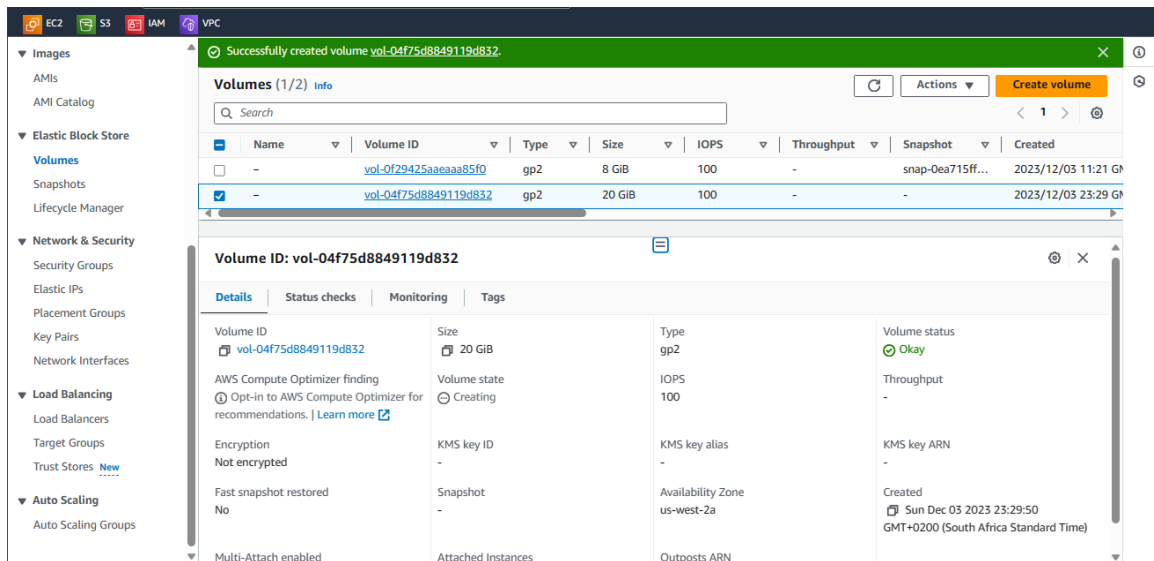 EC2 S3 IAM VPC
Images
AMIs
AMI Catalog
Elastic Block Store
Volumes
Snapshots
Lifecycle Manager
Network & Security
Security Groups
Elastic IPs
Placement Groups
Key Pairs
Network Interfaces
Load Balancing
Load Balancers
Target Groups
Trust Stores New
Auto Scaling
Auto Scaling Groups
Successfully created volume vol-04f75d8849119d832.
Volumes (1/2) Info
Actions
Create volume
Search
1
Name Volume ID Type Size IOPS Throughput Snapshot Created
- vol-0f29425aaeaaa85f0 gp2 8 GiB 100 - snap-0ea715ff... 2023/12/03 11:21 GM
- vol-04f75d8849119d832 gp2 20 GiB 100 - - 2023/12/03 23:29 GM
Volume ID: vol-04f75d8849119d832
Details Status checks Monitoring Tags
Volume ID Size Type Volume status
vol-04f75d8849119d832 20 GiB gp2 Okay
AWS Compute Optimizer finding Volume state IOPS Throughput
Opt-in to AWS Compute Optimizer for Creating 100 -
recommendations. | Learn more
Encryption KMS key ID KMS key alias KMS key ARN
Not encrypted - - -
Fast snapshot restored Snapshot Availability Zone Created
No - us-west-2a Sun Dec 03 2023 23:29:50
GMT+0200 (South Africa Standard Time)
Multi-Attach enabled Attached Instances Outposts ARN